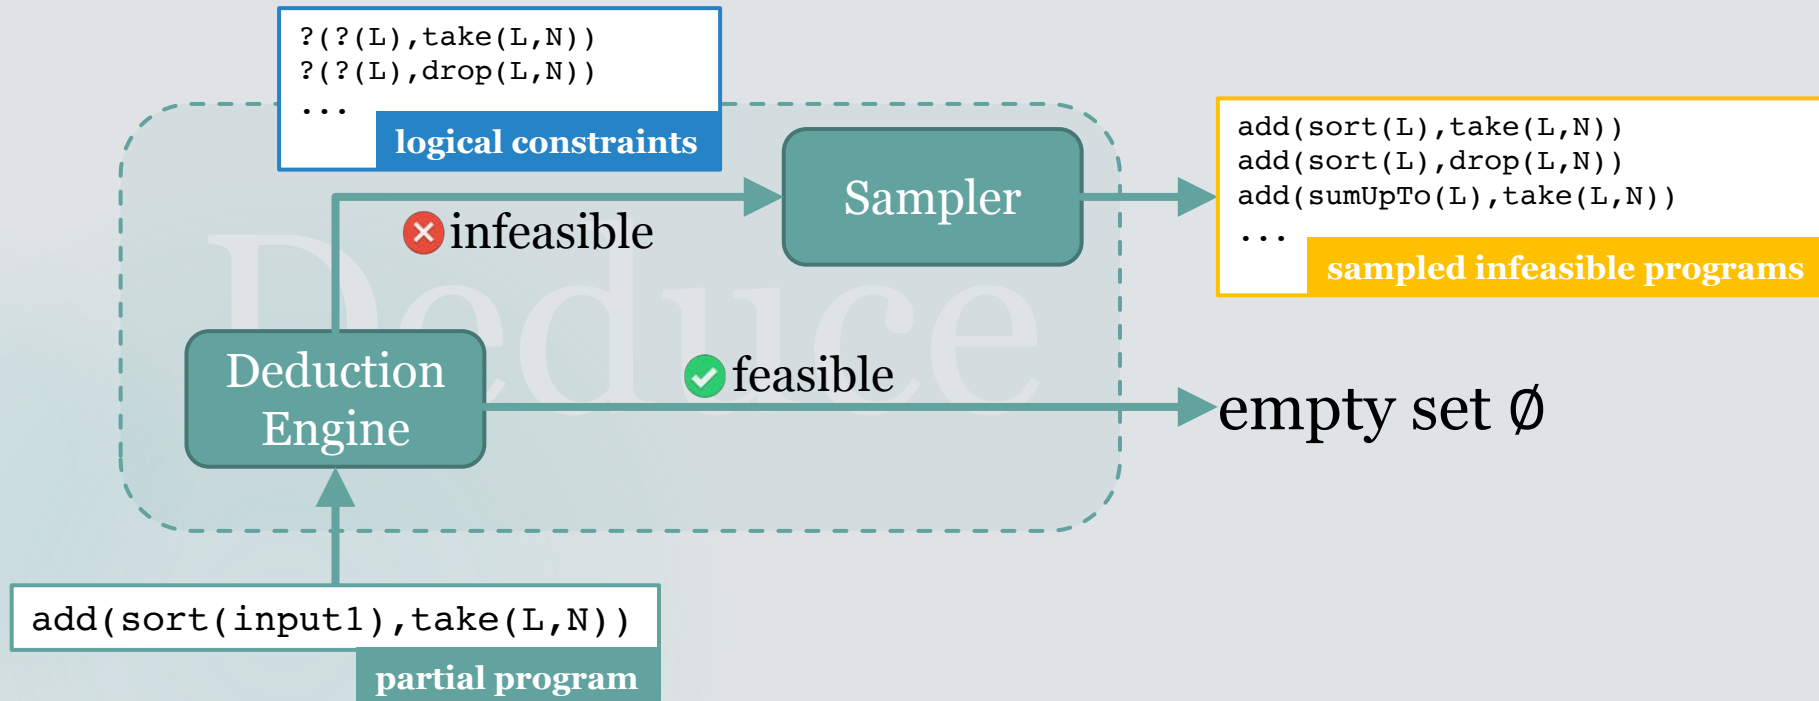 ?(?(L),take(L,N))
?(?(L),drop(L,N))
...
logical constraints
Sampler
add(sort(L),take(L,N))
add(sort(L),drop(L,N))
add(sumUpTo(L),take(L,N))
...
sampled infeasible programs
infeasible
Deduce
Deduction
Engine
feasible
empty set ∅
add(sort(input1),take(L,N))
partial program